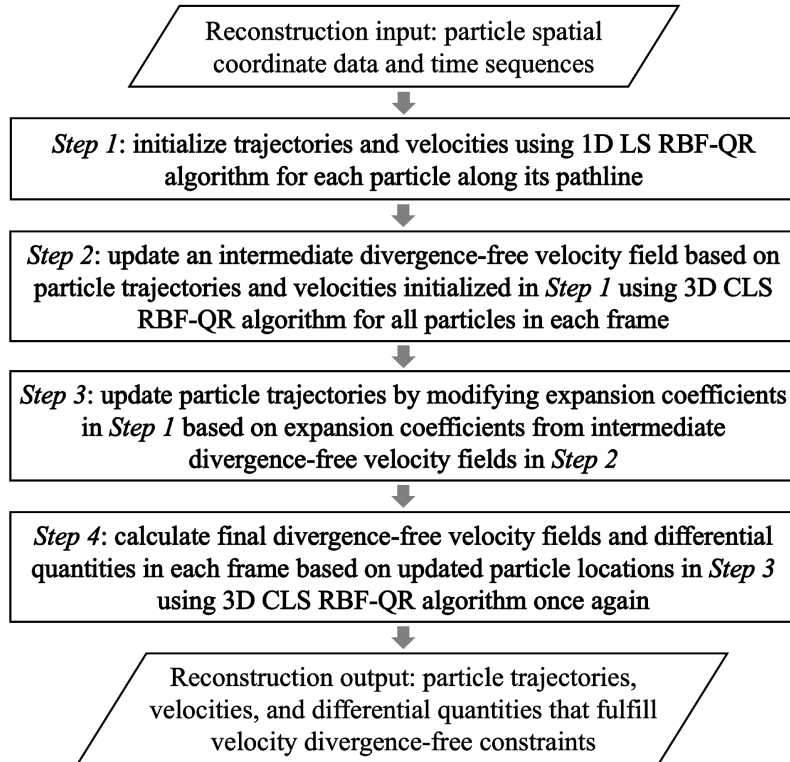 Reconstruction input: particle spatial
coordinate data and time sequences
Step 1: initialize trajectories and velocities using 1D LS RBF-QR
algorithm for each particle along its pathline
Step 2: update an intermediate divergence-free velocity field based on
particle trajectories and velocities initialized in Step 1 using 3D CLS
RBF-QR algorithm for all particles in each frame
Step 3: update particle trajectories by modifying expansion coefficients
in Step 1 based on expansion coefficients from intermediate
divergence-free velocity fields in Step 2
Step 4: calculate final divergence-free velocity fields and differential
quantities in each frame based on updated particle locations in Step 3
using 3D CLS RBF-QR algorithm once again
Reconstruction output: particle trajectories,
velocities, and differential quantities that fulfill
velocity divergence-free constraints